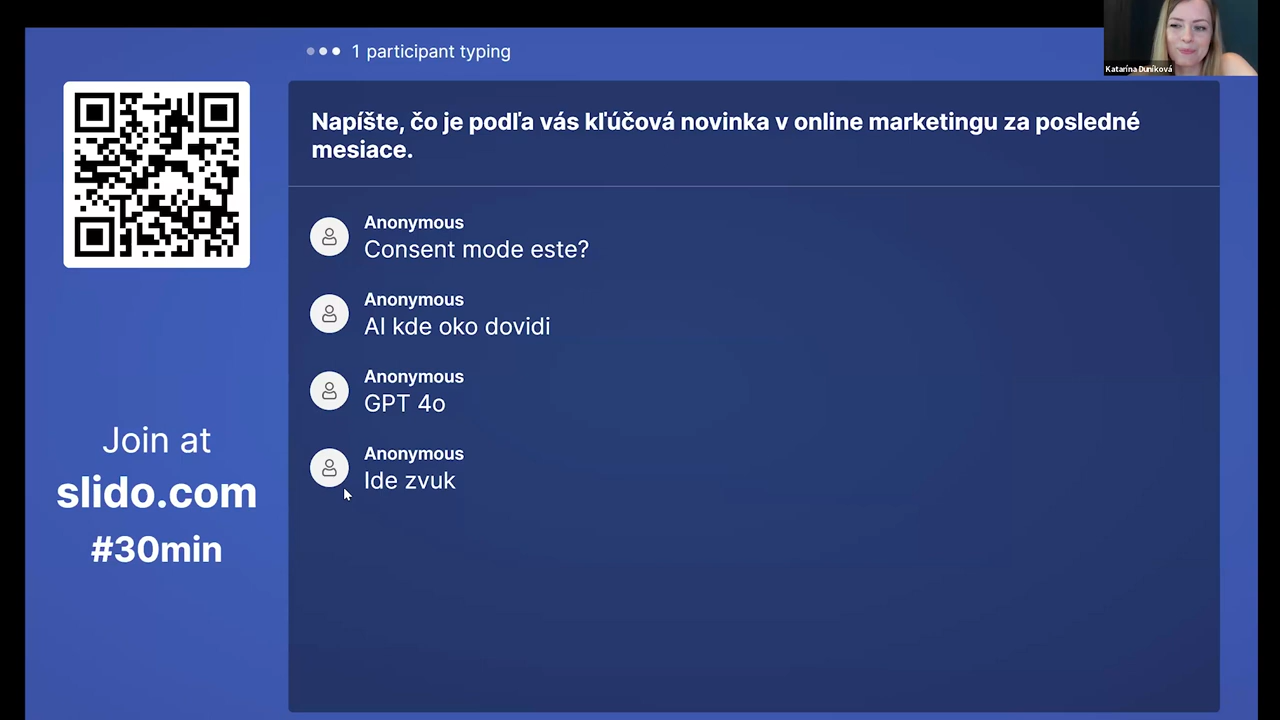 1 participant typing
Katarína Duníková
Napíšte, čo je podľa vás kľúčová novinka v online marketingu za posledné
mesiace.
Anonymous
Consent mode este?
Anonymous
AI kde oko dovidi
Anonymous
GPT 4o
Anonymous
Ide zvuk
Join at
slido.com
#30min